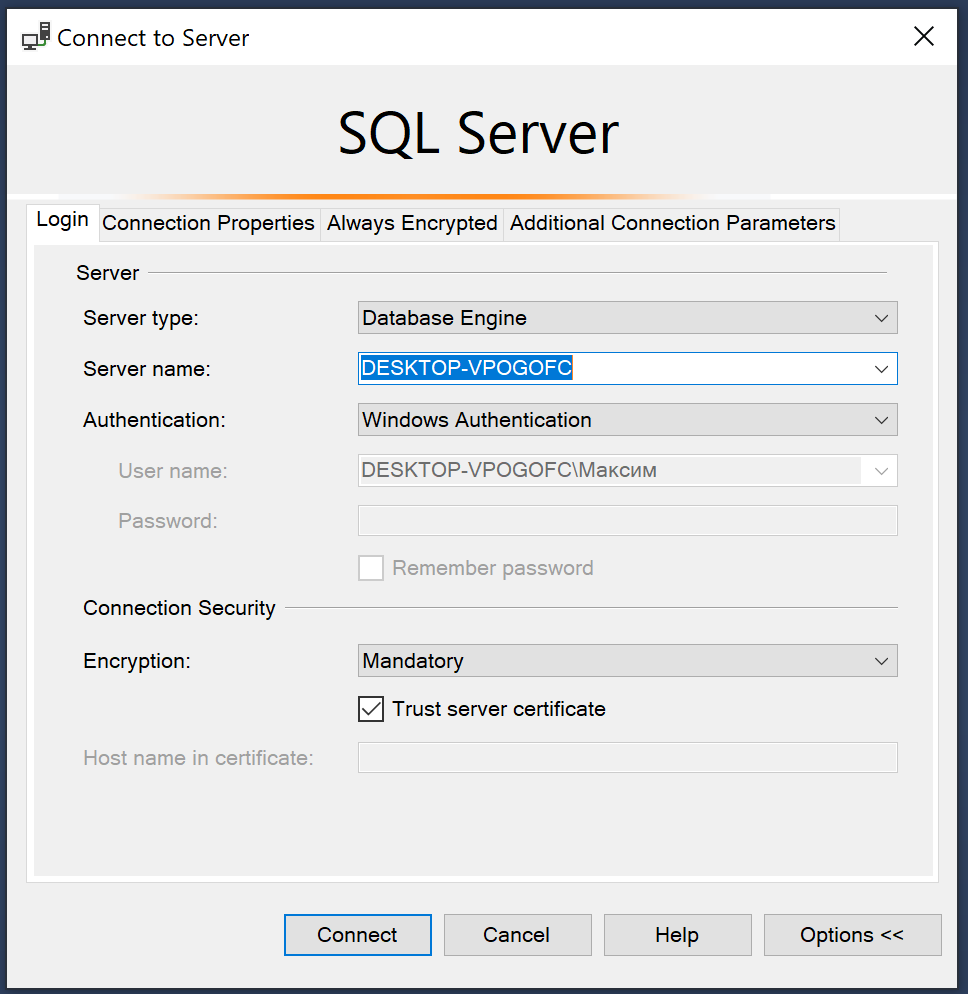 Connect to Server
SQL Server
Login Connection Properties Always Encrypted Additional Connection Parameters
Server
Server type: Database Engine
Server name: DESKTOP-VPOGOFC
Authentication: Windows Authentication
User name: DESKTOP-VPOGOFC\Максим
Password:
Remember password
Connection Security
Encryption: Mandatory
Trust server certificate
Host name in certificate:
Connect Cancel Help Options <<